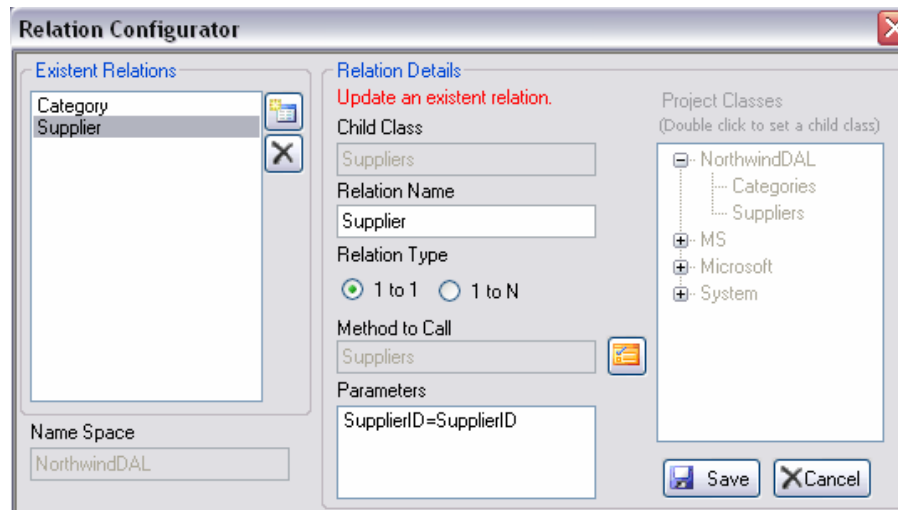 Relation Configurator
Existent Relations
Category
Supplier
Name Space
NorthwindDAL
Relation Details
Update an existent relation.
Child Class
Suppliers
Relation Name
Supplier
Relation Type
1 to 1
1 to N
Method to Call
Suppliers
Parameters
SupplierID=SupplierID
Project Classes
(Double click to set a child class)
NorthwindDAL
Categories
Suppliers
MS
Microsoft
System
Save
Cancel